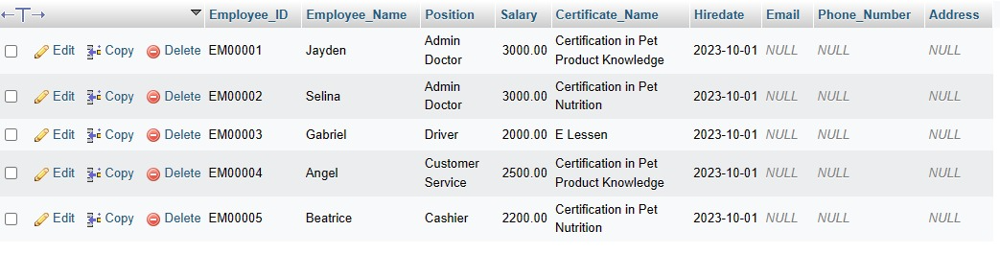 ←T→ Employee_ID Employee_Name Position Salary Certificate_Name Hiredate Email Phone_Number Address
Edit Copy Delete EM00001 Jayden Admin Doctor 3000.00 Certification in Pet Product Knowledge 2023-10-01 NULL NULL NULL
Edit Copy Delete EM00002 Selina Admin Doctor 3000.00 Certification in Pet Nutrition 2023-10-01 NULL NULL NULL
Edit Copy Delete EM00003 Gabriel Driver 2000.00 E Lessen 2023-10-01 NULL NULL NULL
Edit Copy Delete EM00004 Angel Customer Service 2500.00 Certification in Pet Product Knowledge 2023-10-01 NULL NULL NULL
Edit Copy Delete EM00005 Beatrice Cashier 2200.00 Certification in Pet Nutrition 2023-10-01 NULL NULL NULL